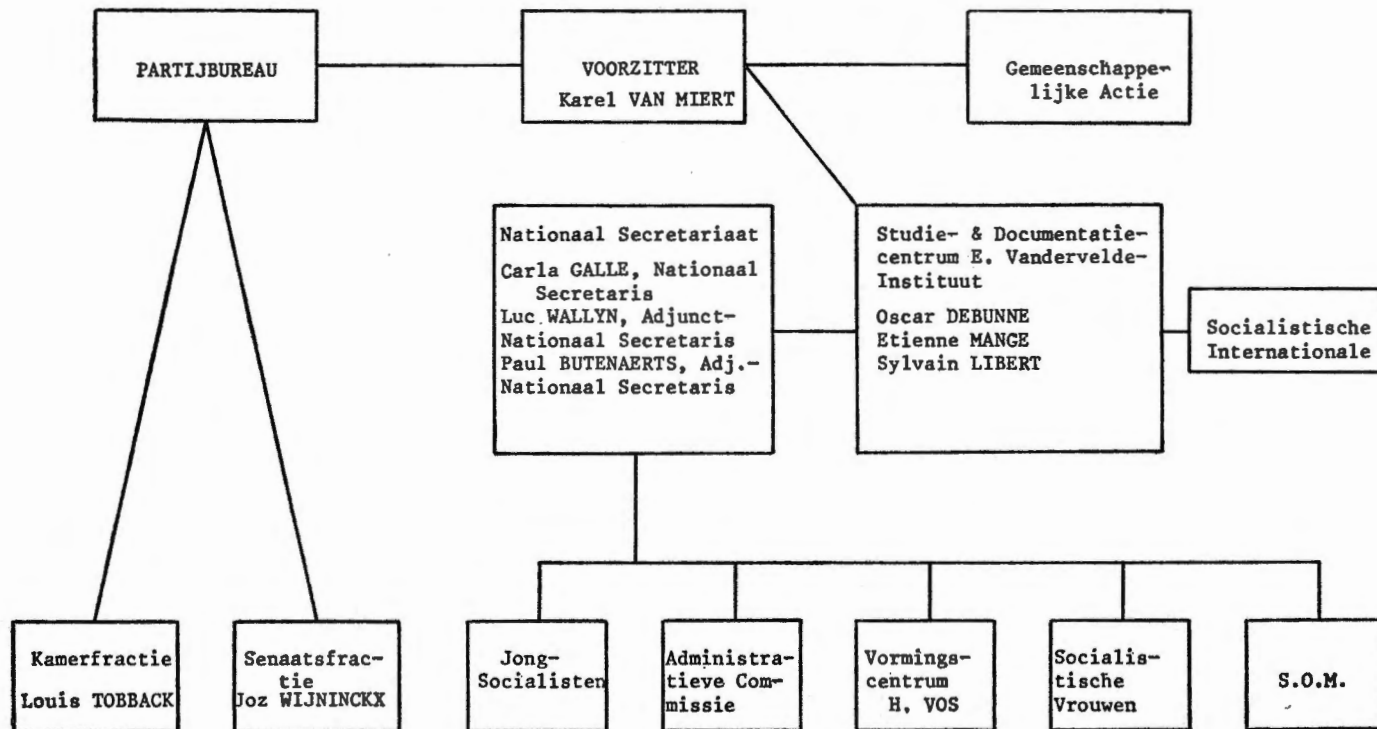 PARTIJBUREAU
VOORZITTER
Karel VAN MIERT
Gemeenschappe-
lijke Actie
Nationaal Secretariaat
Carla GALLE, Nationaal
Secretaris
Luc WALLYN, Adjunct-
Nationaal Secretaris
Paul BUTENAERTS, Adj.-
Nationaal Secretaris
Studie- & Documentatie-
centrum E. Vandervelde-
Instituut
Oscar DEBUNNE
Etienne MANGE
Sylvain LIBERT
Socialistische
Internationale
Kamerfractie
Louis TOBBACK
Senaatsfrac-
tie
Joz WIJNINCKX
Jong-
Socialisten
Administra-
tieve Com-
missie
Vormings-
centrum
H. VOS
Socialis-
tische
Vrouwen
S.O.M.